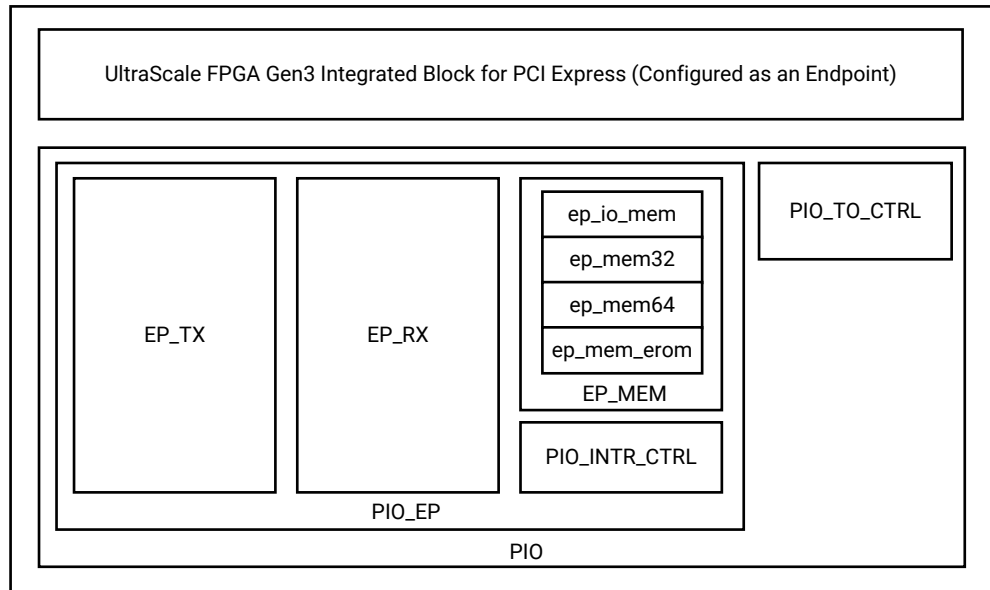 UltraScale FPGA Gen3 Integrated Block for PCI Express (Configured as an Endpoint)
EP_TX
EP_RX
ep_io_mem
ep_mem32
ep_mem64
ep_mem_erom
EP_MEM
PIO_INTR_CTRL
PIO_EP
PIO_TO_CTRL
PIO